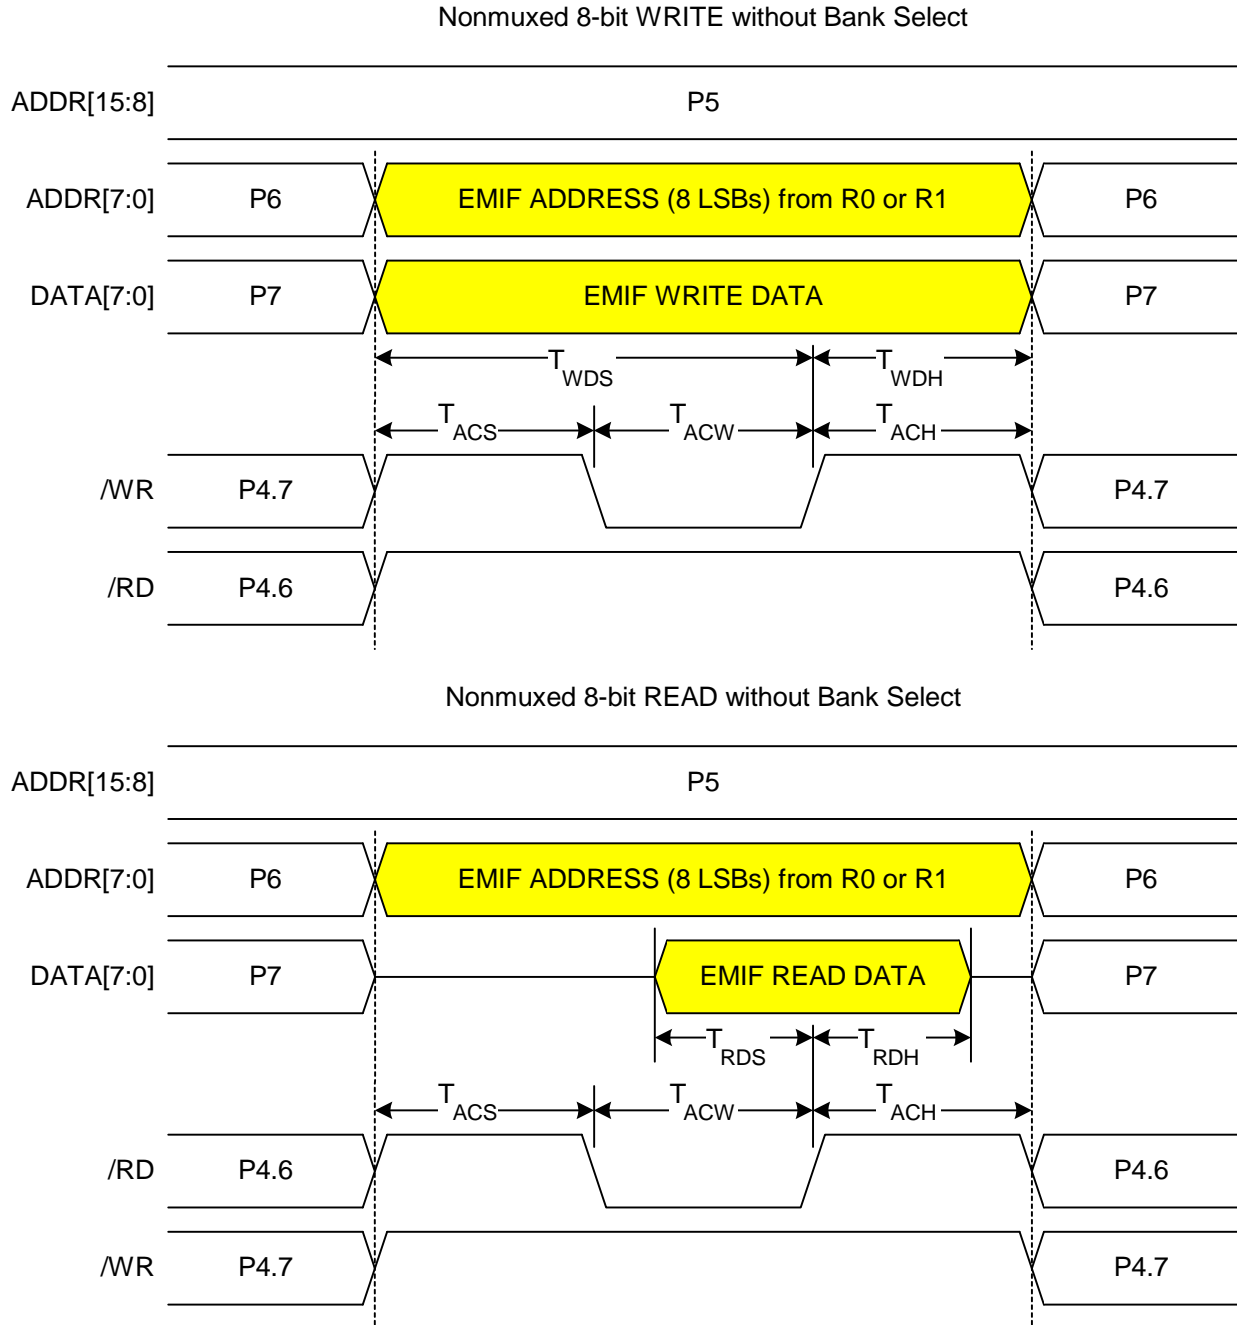 Nonmuxed 8-bit WRITE without Bank Select
ADDR[15:8] P5
ADDR[7:0] P6 EMIF ADDRESS (8 LSBs) from R0 or R1 P6
DATA[7:0] P7 EMIF WRITE DATA P7
TWDS TWDH
TACS TACW TACH
/WR P4.7 P4.7
/RD P4.6 P4.6
Nonmuxed 8-bit READ without Bank Select
ADDR[15:8] P5
ADDR[7:0] P6 EMIF ADDRESS (8 LSBs) from R0 or R1 P6
DATA[7:0] P7 EMIF READ DATA P7
TRDS TRDH
TACS TACW TACH
/RD P4.6 P4.6
/WR P4.7 P4.7